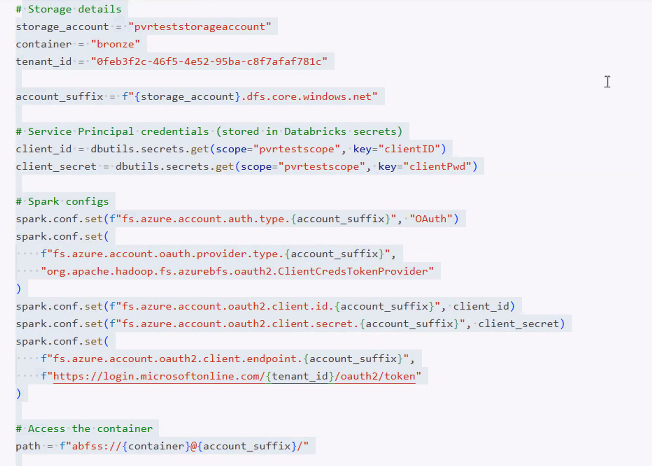 # Storage details
storage_account = "pvrteststorageaccount"
container = "bronze"
tenant_id = "0feb3f2c-46f5-4e52-95ba-c8f7afaf781c"
account_suffix = f"{storage_account}.dfs.core.windows.net"
# Service Principal credentials (stored in Databricks secrets)
client_id = dbutils.secrets.get(scope="pvrtestscope", key="clientID")
client_secret = dbutils.secrets.get(scope="pvrtestscope", key="clientPwd")
# Spark configs
spark.conf.set(f"fs.azure.account.auth.type.{account_suffix}", "OAuth")
spark.conf.set(
    f"fs.azure.account.oauth.provider.type.{account_suffix}",
    "org.apache.hadoop.fs.azurebfs.oauth2.ClientCredsTokenProvider"
)
spark.conf.set(f"fs.azure.account.oauth2.client.id.{account_suffix}", client_id)
spark.conf.set(f"fs.azure.account.oauth2.client.secret.{account_suffix}", client_secret)
spark.conf.set(
    f"fs.azure.account.oauth2.client.endpoint.{account_suffix}",
    f"https://login.microsoftonline.com/{tenant_id}/oauth2/token"
)
# Access the container
path = f"abfss://{container}@{account_suffix}/"